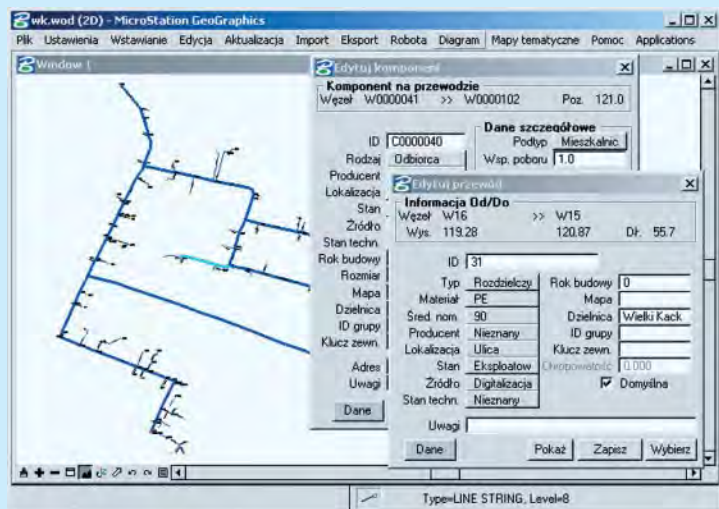 wk.wod (2D) - MicroStation GeoGraphics
Plik Ustawienia Wstawianie Edycja Aktualizacja Import Eksport Robota Diagram Mapy tematyczne Pomoc Applications
Window 1
Edytuj komponent
Komponent na przewodzie
Węzeł W0000041 >> W0000102 Poz. 121.0
ID C0000040
Rodzaj Odbiorca
Producent
Lokalizacja
Stan
Źródło
Stan techn.
Rok budowy
Rozmiar
Mapa
Dzielnica
ID grupy
Klucz zewn.
Adres
Uwagi
Dane
Dane szczegółowe
Podtyp Mieszkalnic
Wsp. poboru 1.0
Edytuj przewód
Informacja Od/Do
Węzeł W16 >> W15
Wys. 119.28 120.87 Dł. 55.7
ID 31
Typ Rozdzielczy Rok budowy 0
Materiał PE Mapa
Śred. nom. 90 Dzielnica Wielki Kack
Producent Nieznany ID grupy
Lokalizacja Ulica Klucz zewn.
Stan Eksploatow Chropowatość 0.000
Źródło Digitalizacja Domyślna
Stan techn. Nieznany
Uwagi
Dane Pokaż Zapisz Wybierz
Type=LINE STRING, Level=8